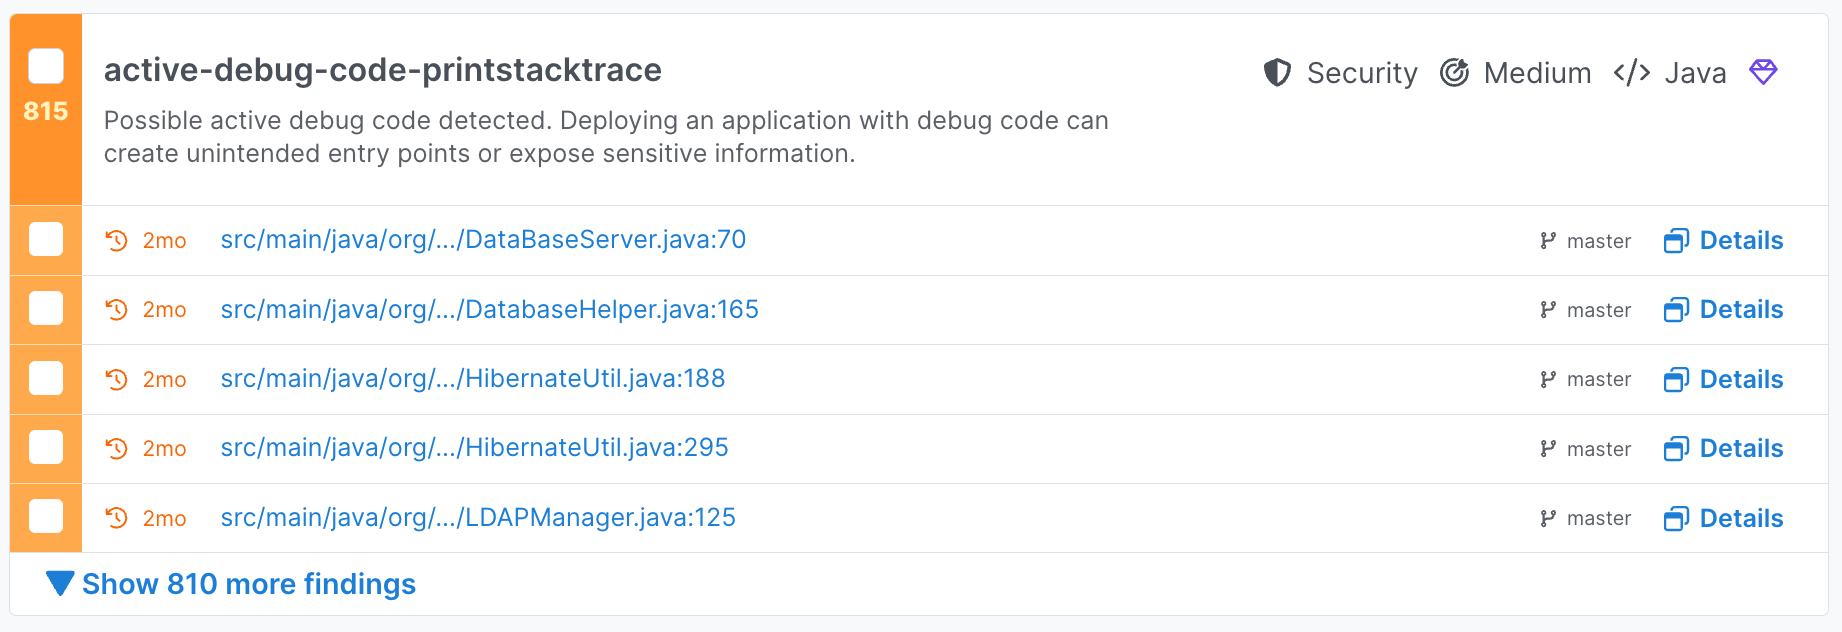 active-debug-code-printstacktrace
Security Medium </> Java
815
Possible active debug code detected. Deploying an application with debug code can
create unintended entry points or expose sensitive information.
2mo src/main/java/org/.../DataBaseServer.java:70 master Details
2mo src/main/java/org/.../DatabaseHelper.java:165 master Details
2mo src/main/java/org/.../HibernateUtil.java:188 master Details
2mo src/main/java/org/.../HibernateUtil.java:295 master Details
2mo src/main/java/org/.../LDAPManager.java:125 master Details
Show 810 more findings